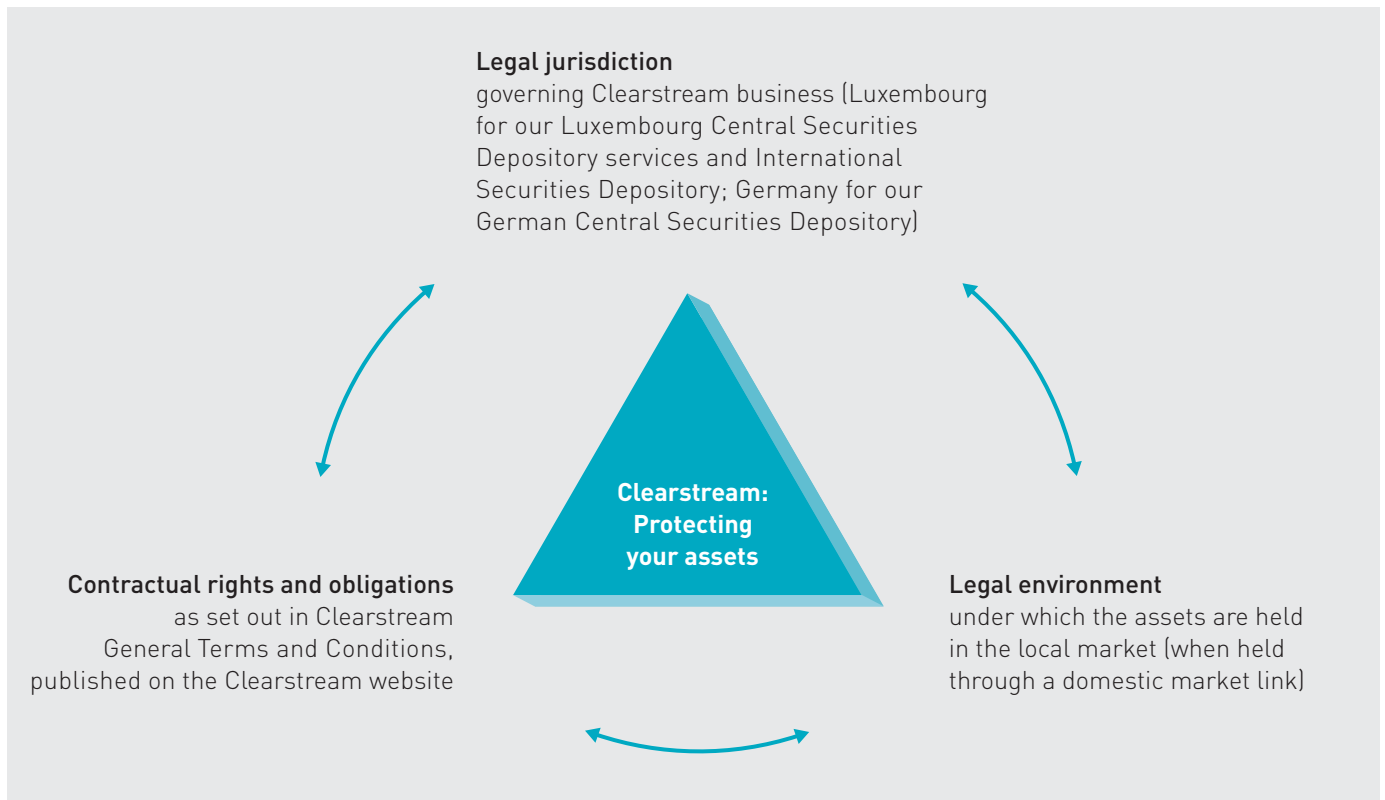 Legal jurisdiction
governing Clearstream business (Luxembourg
for our Luxembourg Central Securities
Depository services and International
Securities Depository; Germany for our
German Central Securities Depository)
Clearstream:
Protecting
your assets
Contractual rights and obligations
as set out in Clearstream
General Terms and Conditions,
published on the Clearstream website
Legal environment
under which the assets are held
in the local market (when held
through a domestic market link)